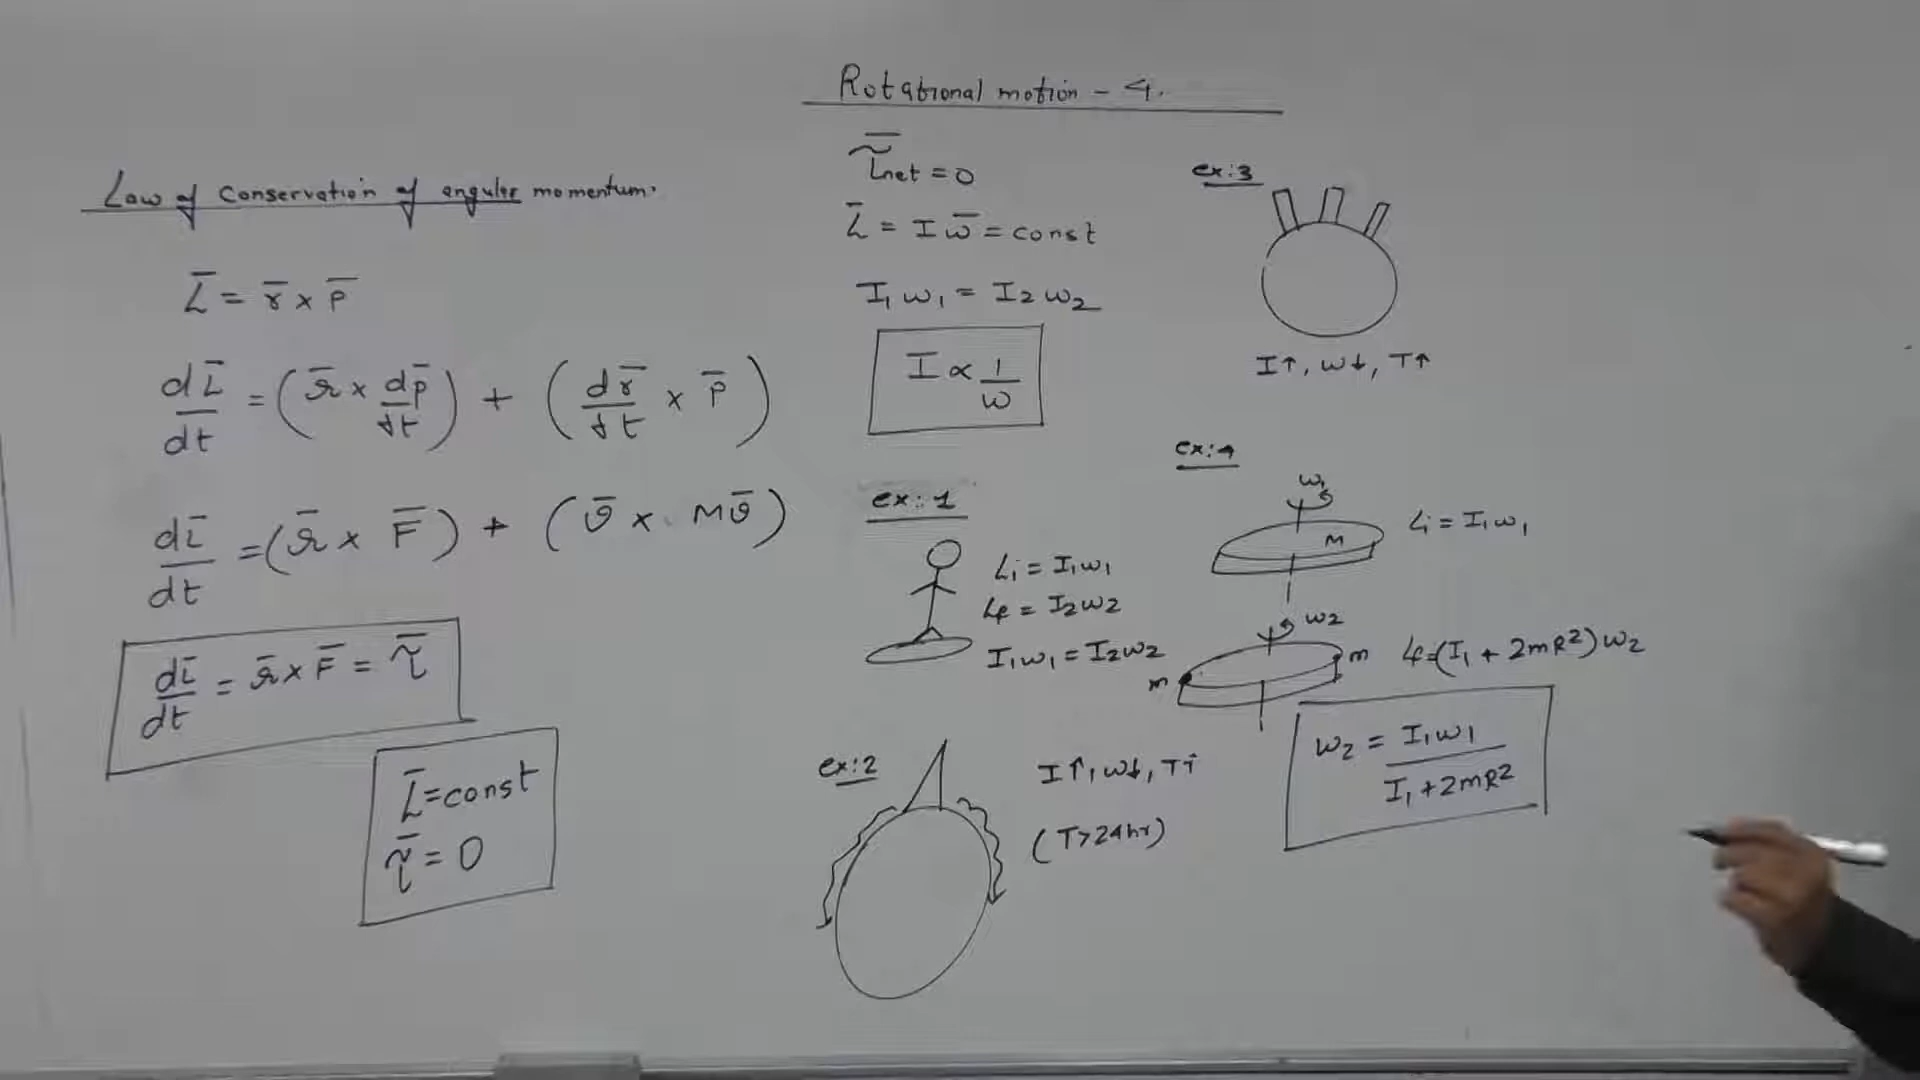 Rotational motion - 4.
Law of Conservation of angular momentum.
L̄ = r̄ × p̄
dL̄/dt = (r̄ × dp̄/dt) + (dr̄/dt × p̄)
dL̄/dt = (r̄ × F̄) + (v̄ × Mv̄)
dL̄/dt = r̄ × F̄ = τ̄
L̄ = const
τ̄ = 0
τ̄net = 0
L̄ = Iω̄ = const
I₁ω₁ = I₂ω₂
I ∝ 1/ω
ex: 1
Li = I₁ω₁
Lf = I₂ω₂
I₁ω₁ = I₂ω₂
ex: 2
I↑, ω↓, T↑
(T>24hr)
ex: 3
I↑, ω↓, T↑
ex: 4
ω₁
M
Li = I₁ω₁
ω₂
m
m
Lf = (I₁ + 2mR²)ω₂
ω₂ = I₁ω₁/(I₁ + 2mR²)